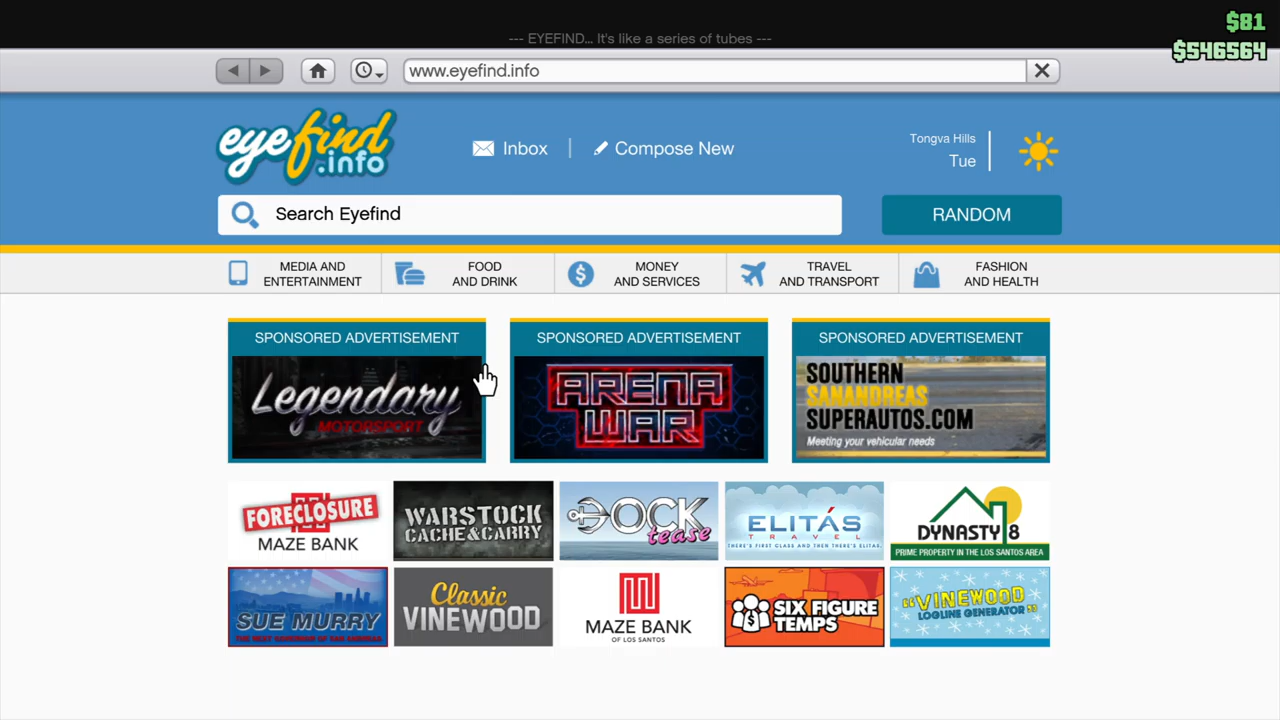 $81
$546564
--- EYEFIND... It's like a series of tubes ---
www.eyefind.info
eyefind
.info
Inbox
Compose New
Tongva Hills
Tue
Search Eyefind
RANDOM
MEDIA AND
ENTERTAINMENT
FOOD
AND DRINK
MONEY
AND SERVICES
TRAVEL
AND TRANSPORT
FASHION
AND HEALTH
SPONSORED ADVERTISEMENT
Legendary
MOTORSPORT
SPONSORED ADVERTISEMENT
ARENA
WAR
SPONSORED ADVERTISEMENT
SOUTHERN
SANANDREAS
SUPERAUTOS.COM
Meeting your vehicular needs
FORECLOSURE
MAZE BANK
WARSTOCK
CACHE&CARRY
DOCK
tease
ELITÁS
TRAVEL
THERE'S FIRST CLASS AND THEN THERE'S ELITAS.
DYNASTY 8
PRIME PROPERTY IN THE LOS SANTOS AREA
SUE MURRY
THE NEXT GOVERNOR OF SAN ANDREAS
Classic
VINEWOOD
MAZE BANK
OF LOS SANTOS
SIX FIGURE
TEMPS
"VINEWOOD
LOGLINE GENERATOR"